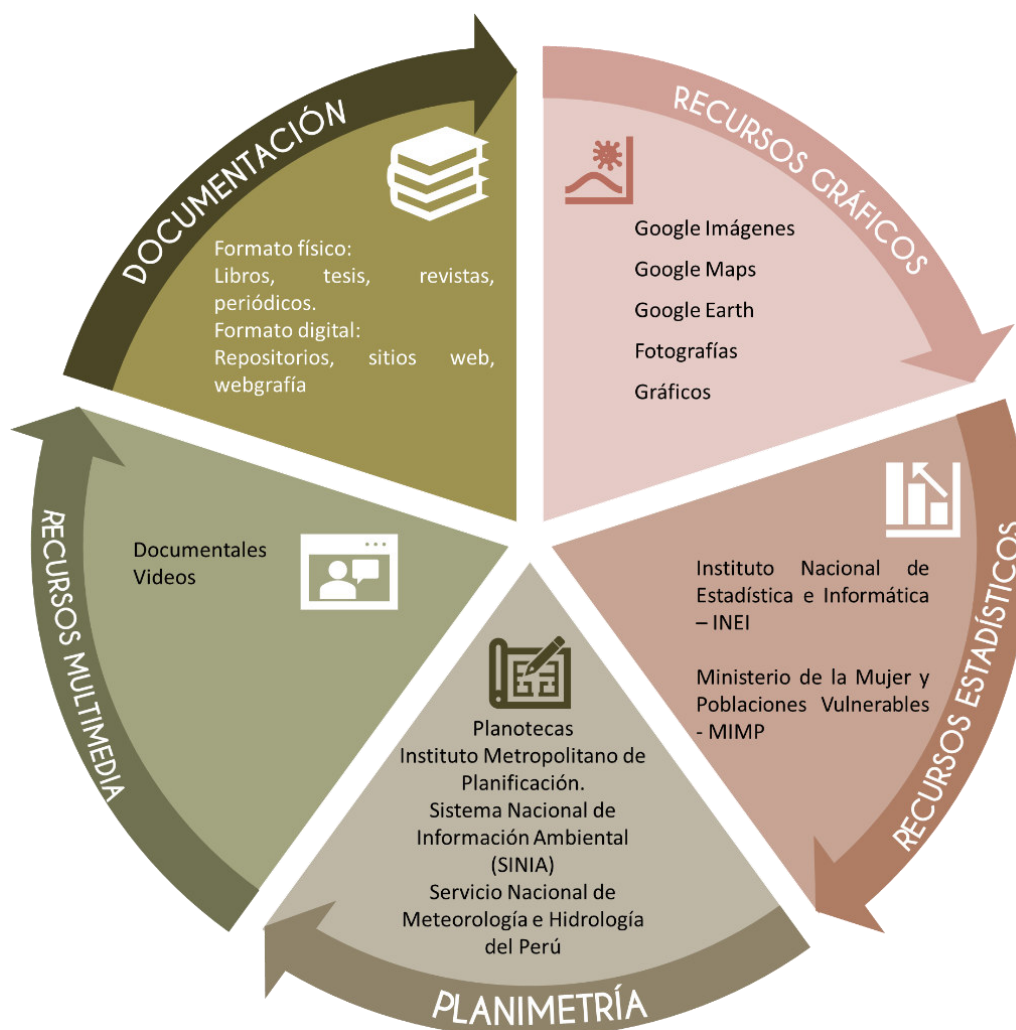 DOCUMENTACIÓN
Formato físico:
Libros, tesis, revistas,
periódicos.
Formato digital:
Repositorios, sitios web,
webgrafía
RECURSOS GRÁFICOS
Google Imágenes
Google Maps
Google Earth
Fotografías
Gráficos
RECURSOS ESTADÍSTICOS
Instituto Nacional de
Estadística e Informática
– INEI
Ministerio de la Mujer y
Poblaciones Vulnerables
- MIMP
PLANIMETRÍA
Planotecas
Instituto Metropolitano de
Planificación.
Sistema Nacional de
Información Ambiental
(SINIA)
Servicio Nacional de
Meteorología e Hidrología
del Perú
RECURSOS MULTIMEDIA
Documentales
Videos